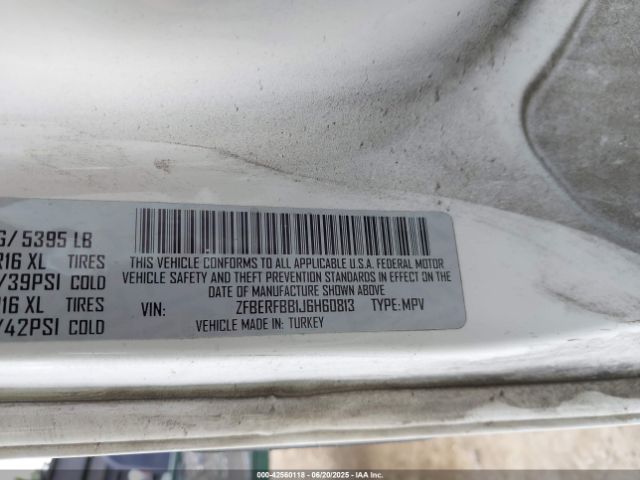 G/ 5395 LB
R16 XL TIRES
/39PSI COLD
R16 XL TIRES
/42PSI COLD
THIS VEHICLE CONFORMS TO ALL APPLICABLE U.S.A. FEDERAL MOTOR
VEHICLE SAFETY AND THEFT PREVENTION STANDARDS IN EFFECT ON THE
DATE OF MANUFACTURE SHOWN ABOVE
VIN: ZFBERFBB1J6H60813 TYPE:MPV
VEHICLE MADE IN: TURKEY
000-42560118 - 06/20/2025 - IAAI.COM